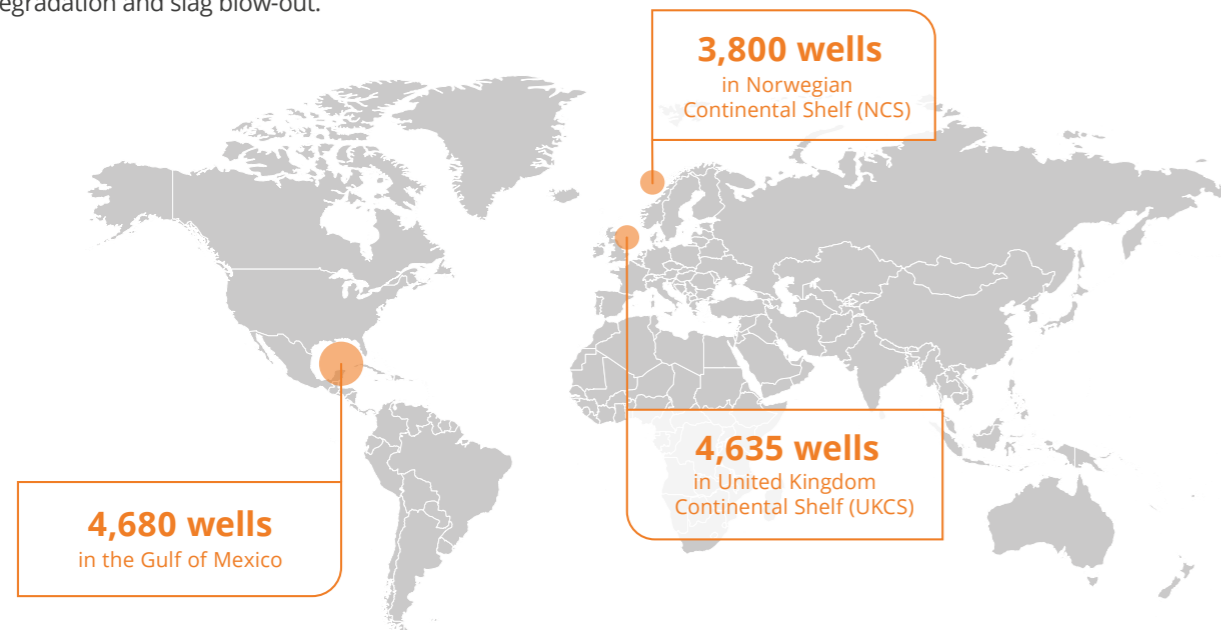 egradation and slag blow-out.
3,800 wells
in Norwegian
Continental Shelf (NCS)
4,635 wells
in United Kingdom
Continental Shelf (UKCS)
4,680 wells
in the Gulf of Mexico